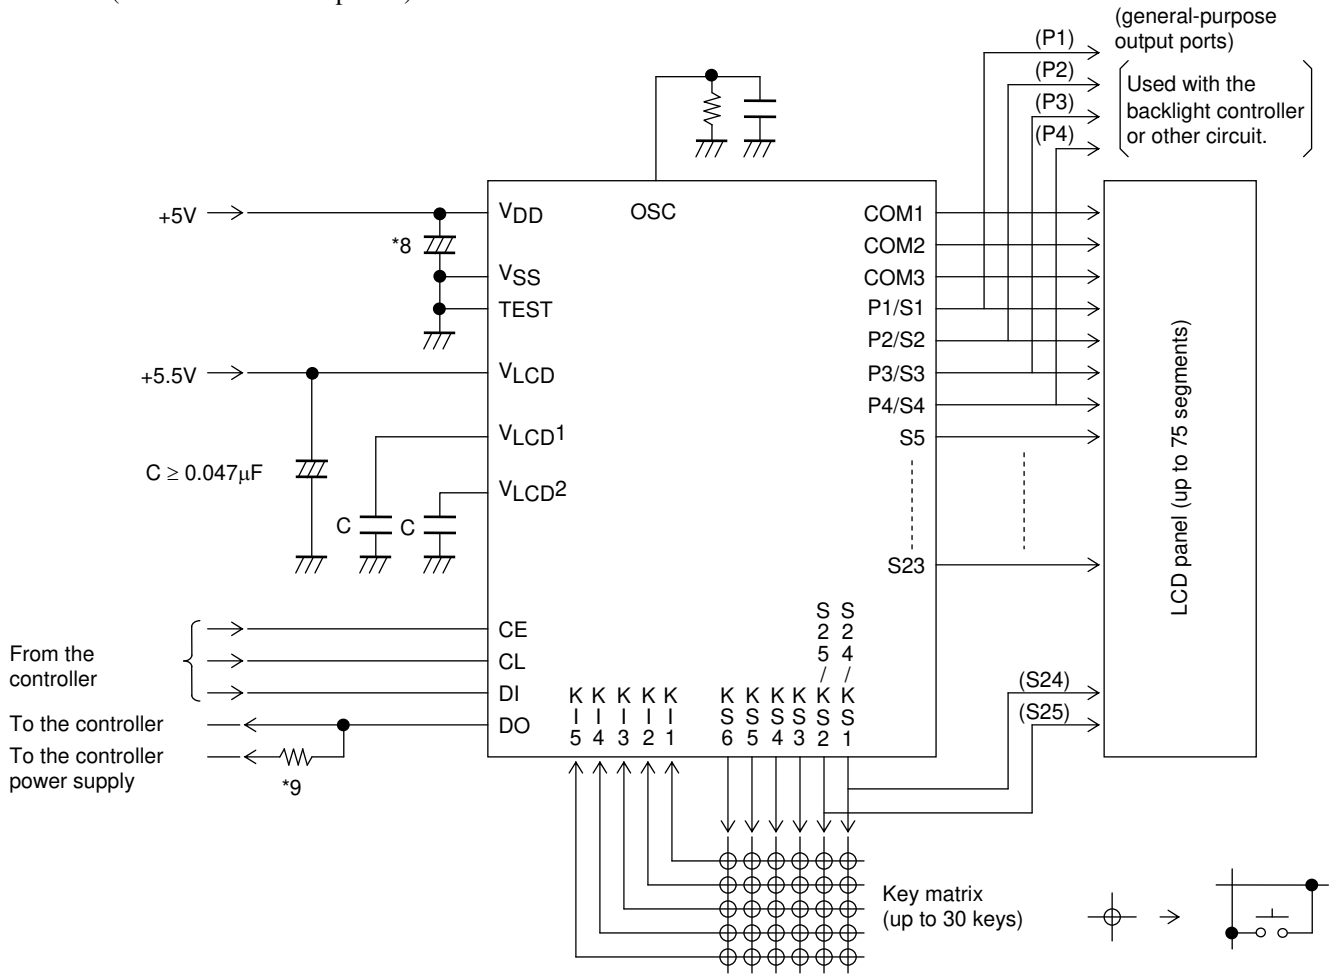 (general-purpose
output ports)
(P1)
(P2)
(P3)
(P4)
Used with the
backlight controller
or other circuit.
+5V
*8
VDD
OSC
COM1
COM2
COM3
VSS
TEST
P1/S1
P2/S2
P3/S3
P4/S4
S5
S23
+5.5V
VLCD
VLCD1
VLCD2
C ≥ 0.047μF
C
C
LCD panel (up to 75 segments)
From the
controller
CE
CL
DI
DO
To the controller
To the controller
power supply
*9
KI5
KI4
KI3
KI2
KI1
KS6
KS5
KS4
KS3
S25/KS2
S24/KS1
(S24)
(S25)
Key matrix
(up to 30 keys)